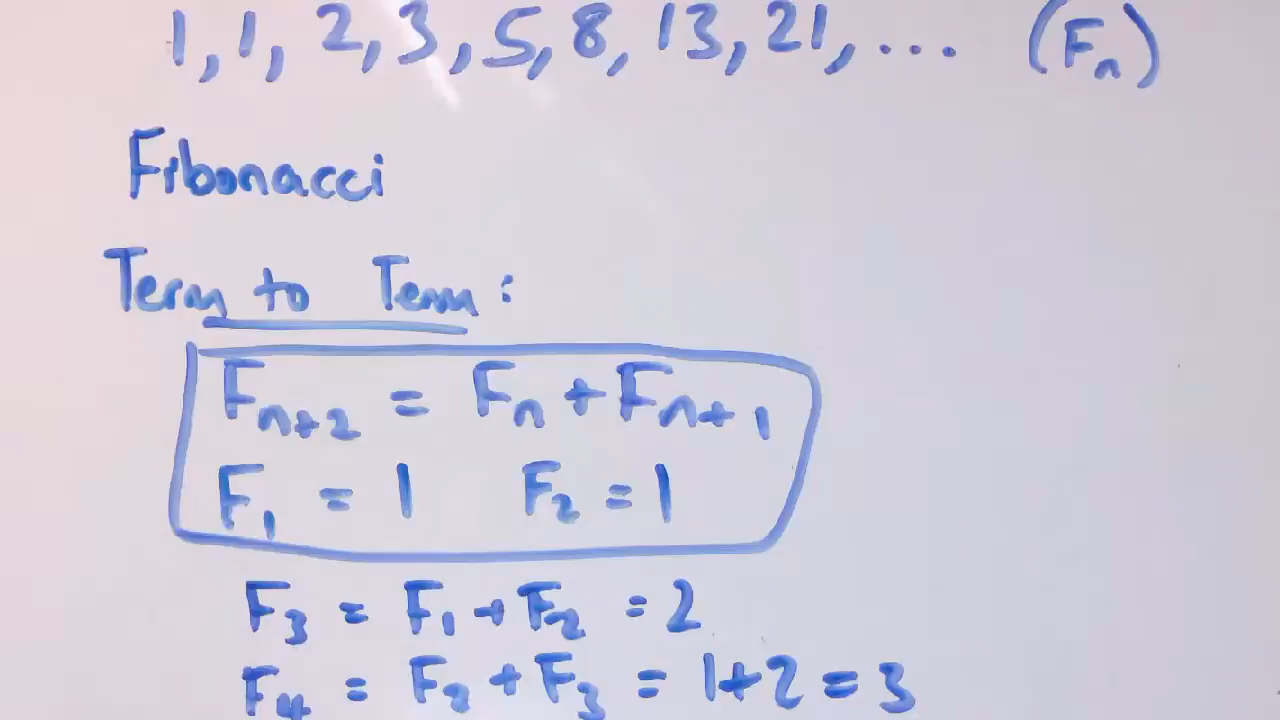 1, 1, 2, 3, 5, 8, 13, 21, ... (Fₙ)
Fibonacci
Term to Term:
Fₙ₊₂ = Fₙ + Fₙ₊₁
F₁ = 1 F₂ = 1
F₃ = F₁ + F₂ = 2
F₄ = F₂ + F₃ = 1 + 2 = 3